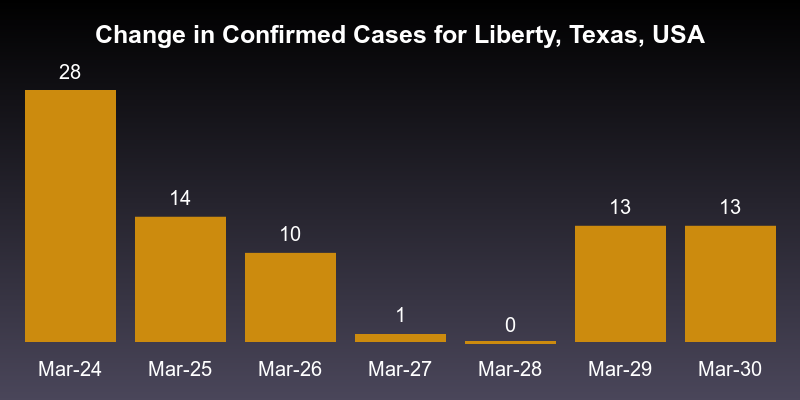 Change in Confirmed Cases for Liberty, Texas, USA
28
14
10
1
0
13
13
Mar-24
Mar-25
Mar-26
Mar-27
Mar-28
Mar-29
Mar-30